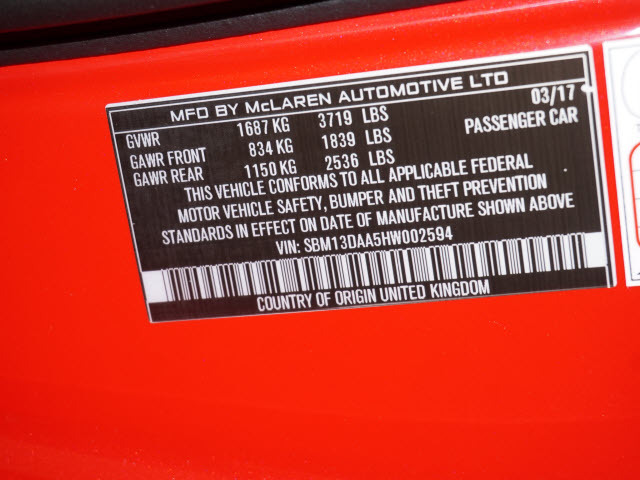 MFD BY McLAREN AUTOMOTIVE LTD
03/17
GVWR 1687 KG 3719 LBS
PASSENGER CAR
GAWR FRONT 834 KG 1839 LBS
GAWR REAR 1150 KG 2536 LBS
THIS VEHICLE CONFORMS TO ALL APPLICABLE FEDERAL
MOTOR VEHICLE SAFETY, BUMPER AND THEFT PREVENTION
STANDARDS IN EFFECT ON DATE OF MANUFACTURE SHOWN ABOVE
VIN: SBM13DAA5HW002594
COUNTRY OF ORIGIN UNITED KINGDOM